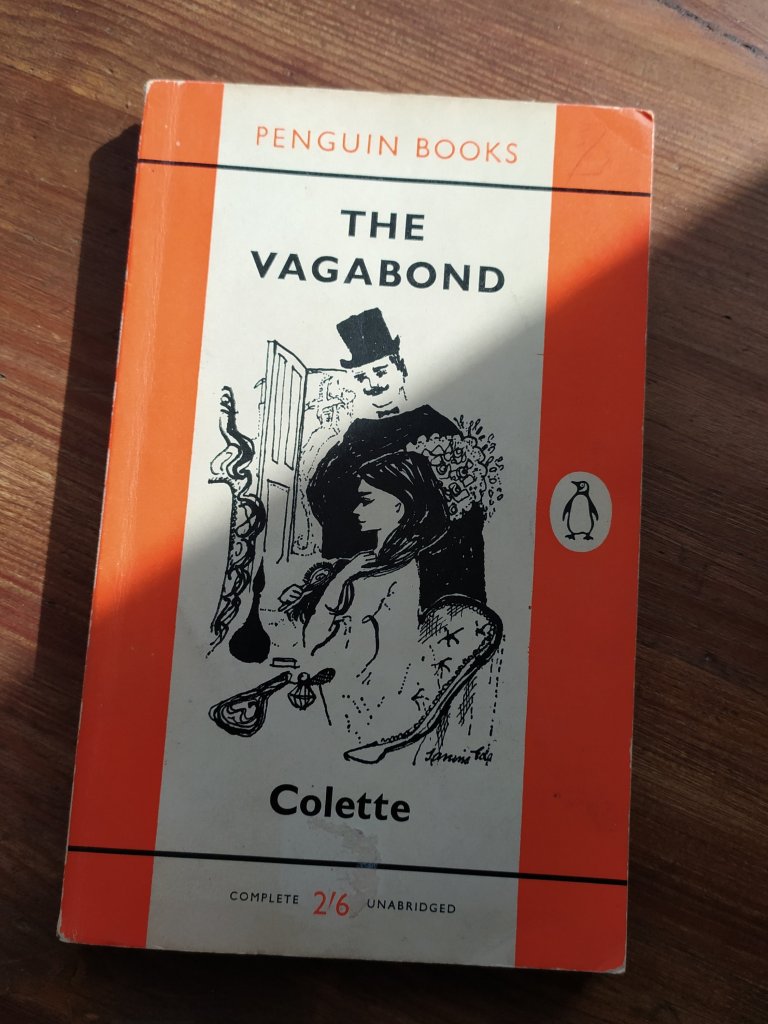 PENGUIN BOOKS
THE
VAGABOND
Colette
COMPLETE 2/6 UNABRIDGED